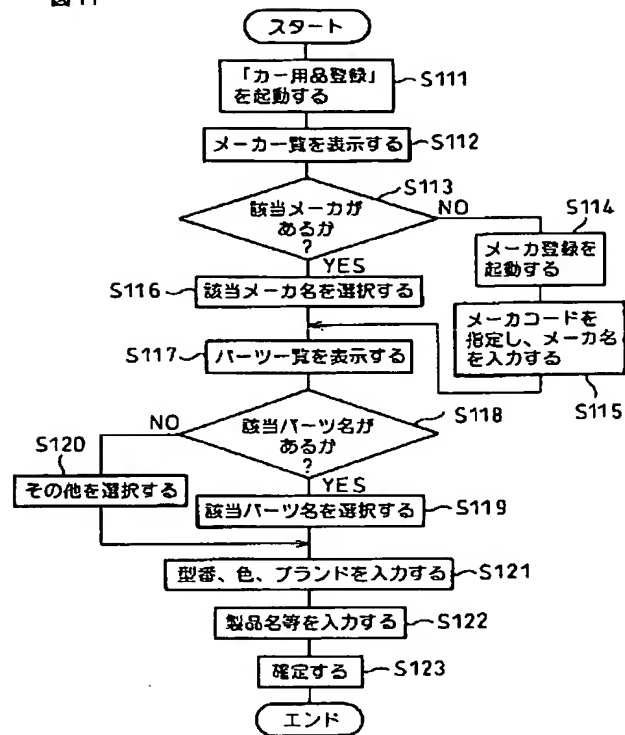 図11
スタート
「カー用品登録」
を起動する
S111
メーカー覧を表示する
S112
S113
該当メーカが
あるか
?
NO
YES
S114
メーカ登録を
起動する
S116
該当メーカ名を選択する
メーカコードを
指定し、メーカ名
を入力する
S115
S117
パーツ一覧を表示する
S118
該当パーツ名が
あるか
?
NO
YES
S120
その他を選択する
該当パーツ名を選択する
S119
型番、色、ブランドを入力する
S121
製品名等を入力する
S122
確定する
S123
エンド